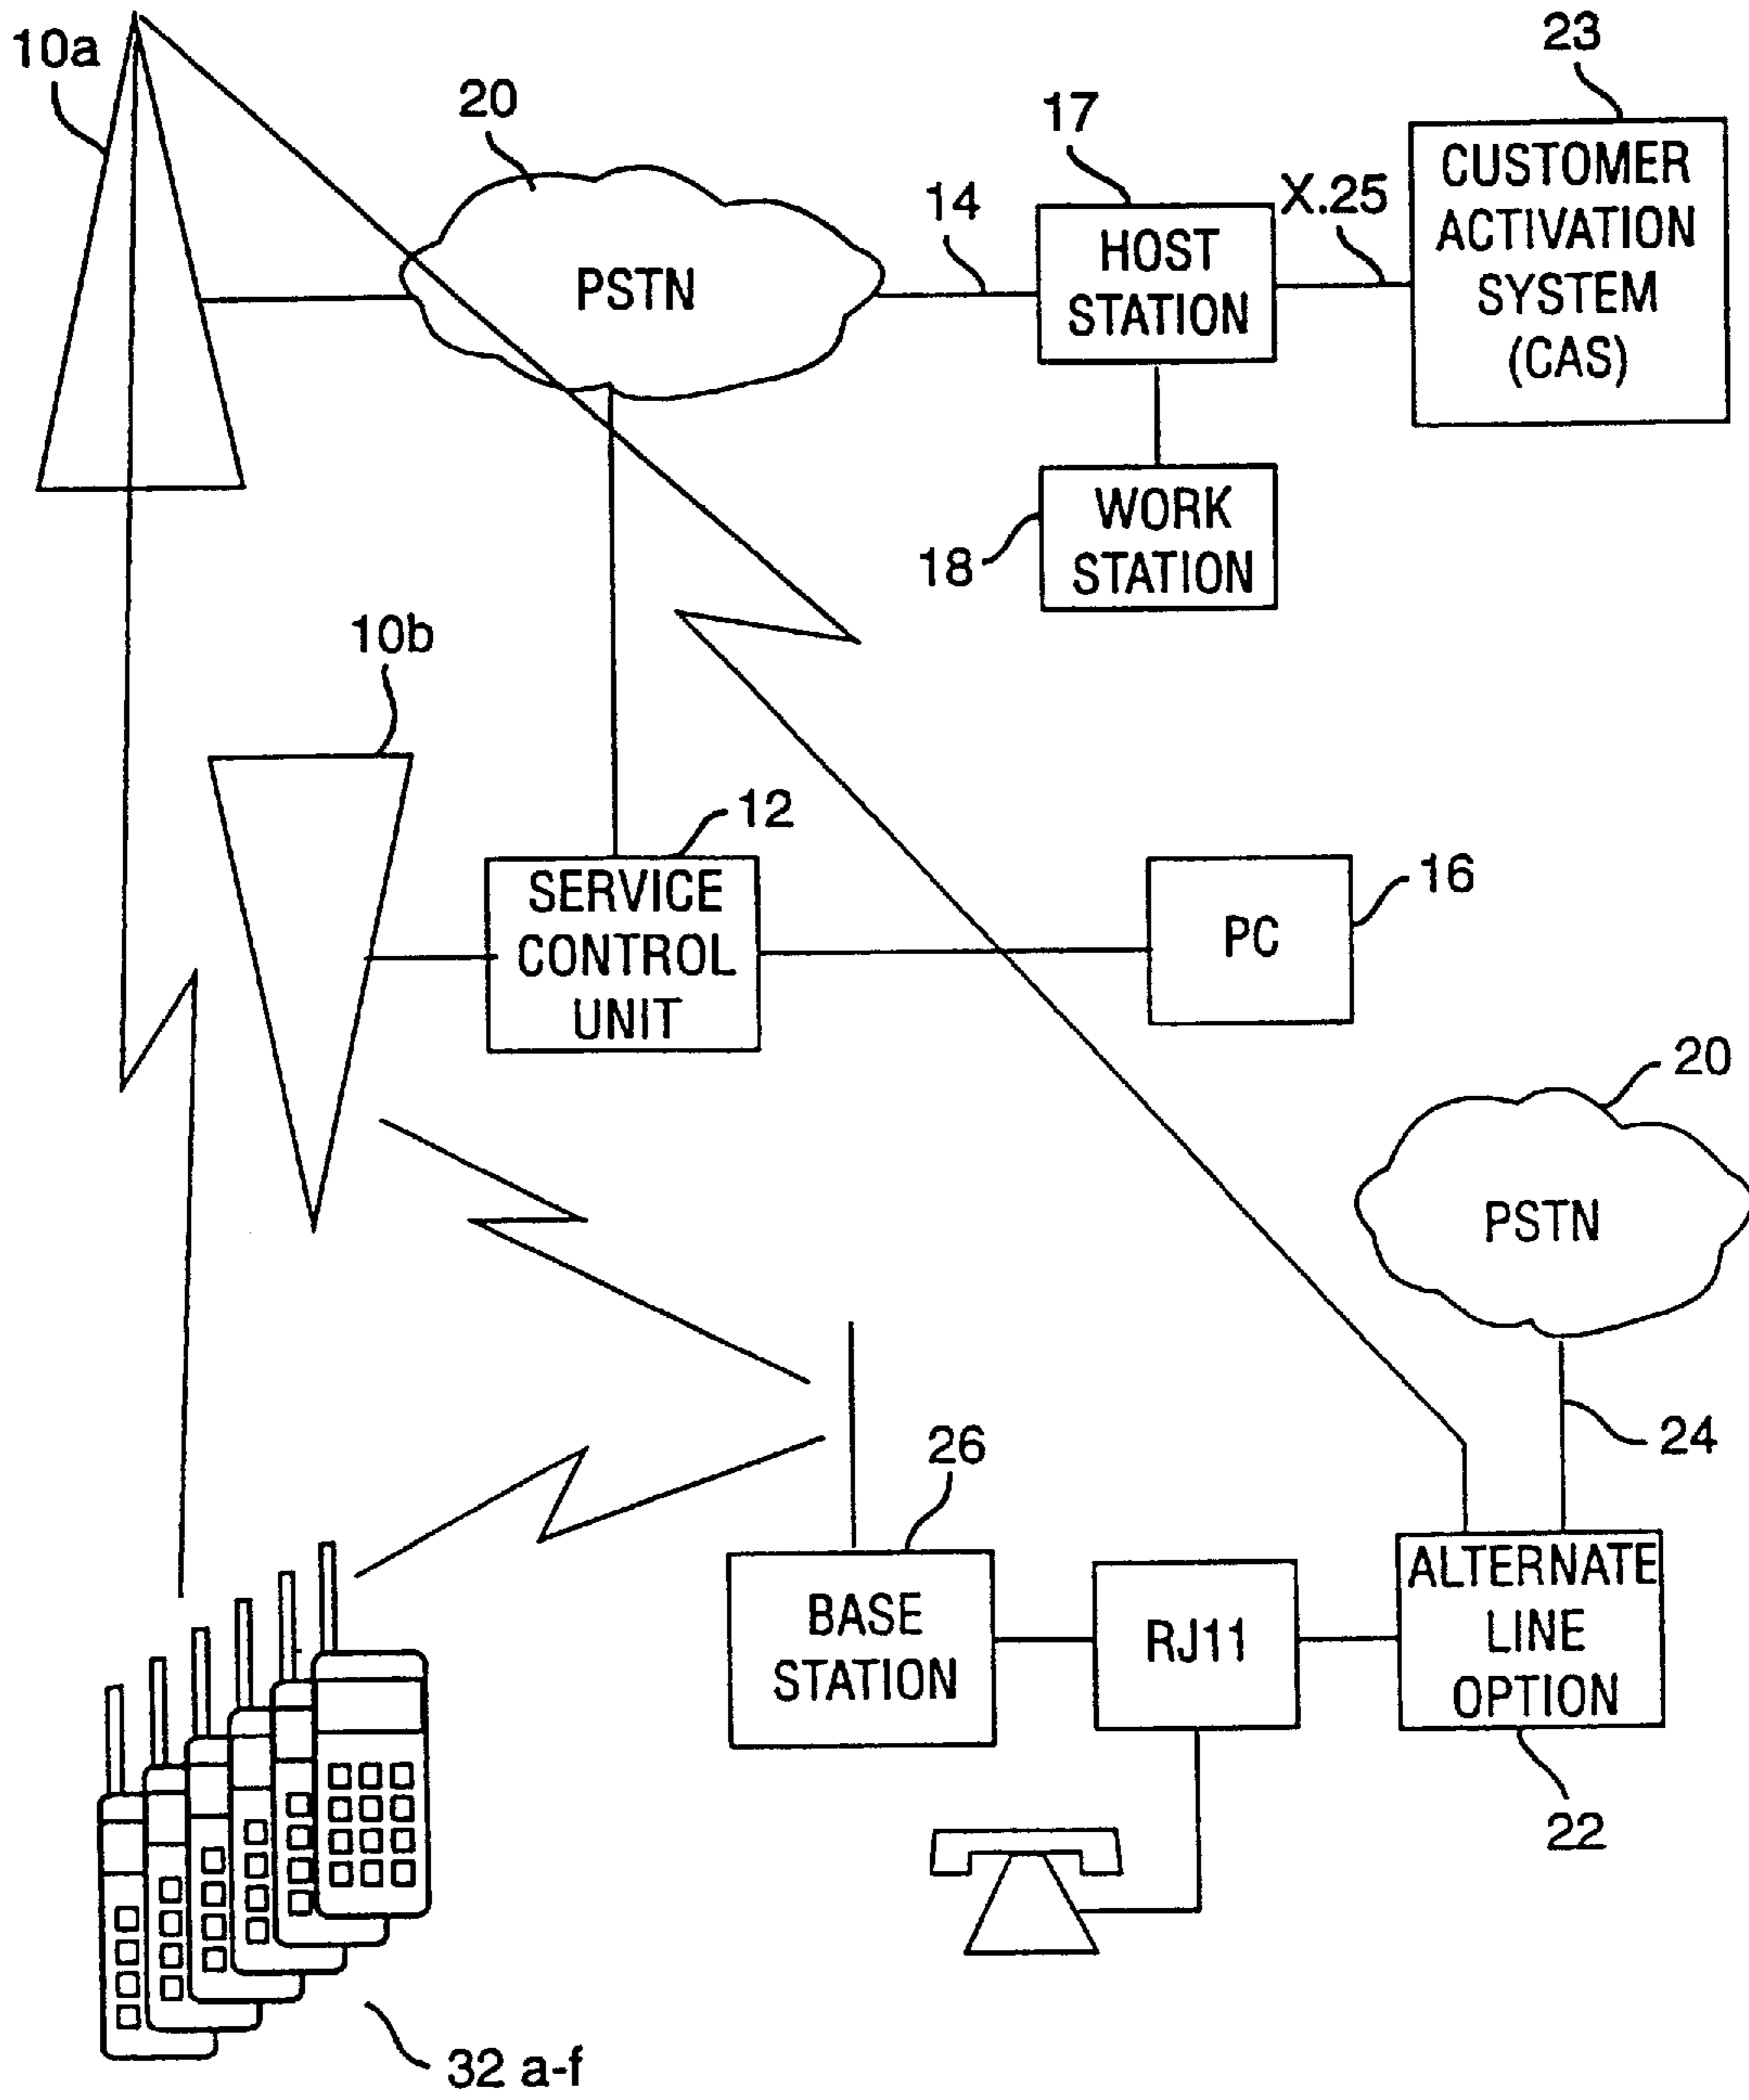 10a
20
PSTN
14
17
HOST
STATION
X.25
23
CUSTOMER
ACTIVATION
SYSTEM
(CAS)
18
WORK
STATION
10b
12
SERVICE
CONTROL
UNIT
PC
16
20
PSTN
24
26
BASE
STATION
RJ11
ALTERNATE
LINE
OPTION
22
32 a-f